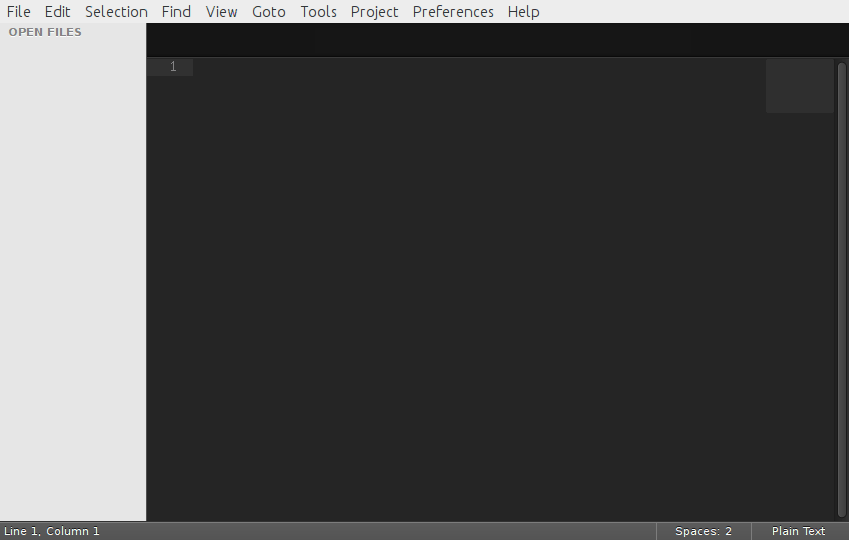 File Edit Selection Find View Goto Tools Project Preferences Help
OPEN FILES
1
Line 1, Column 1 Spaces: 2 Plain Text